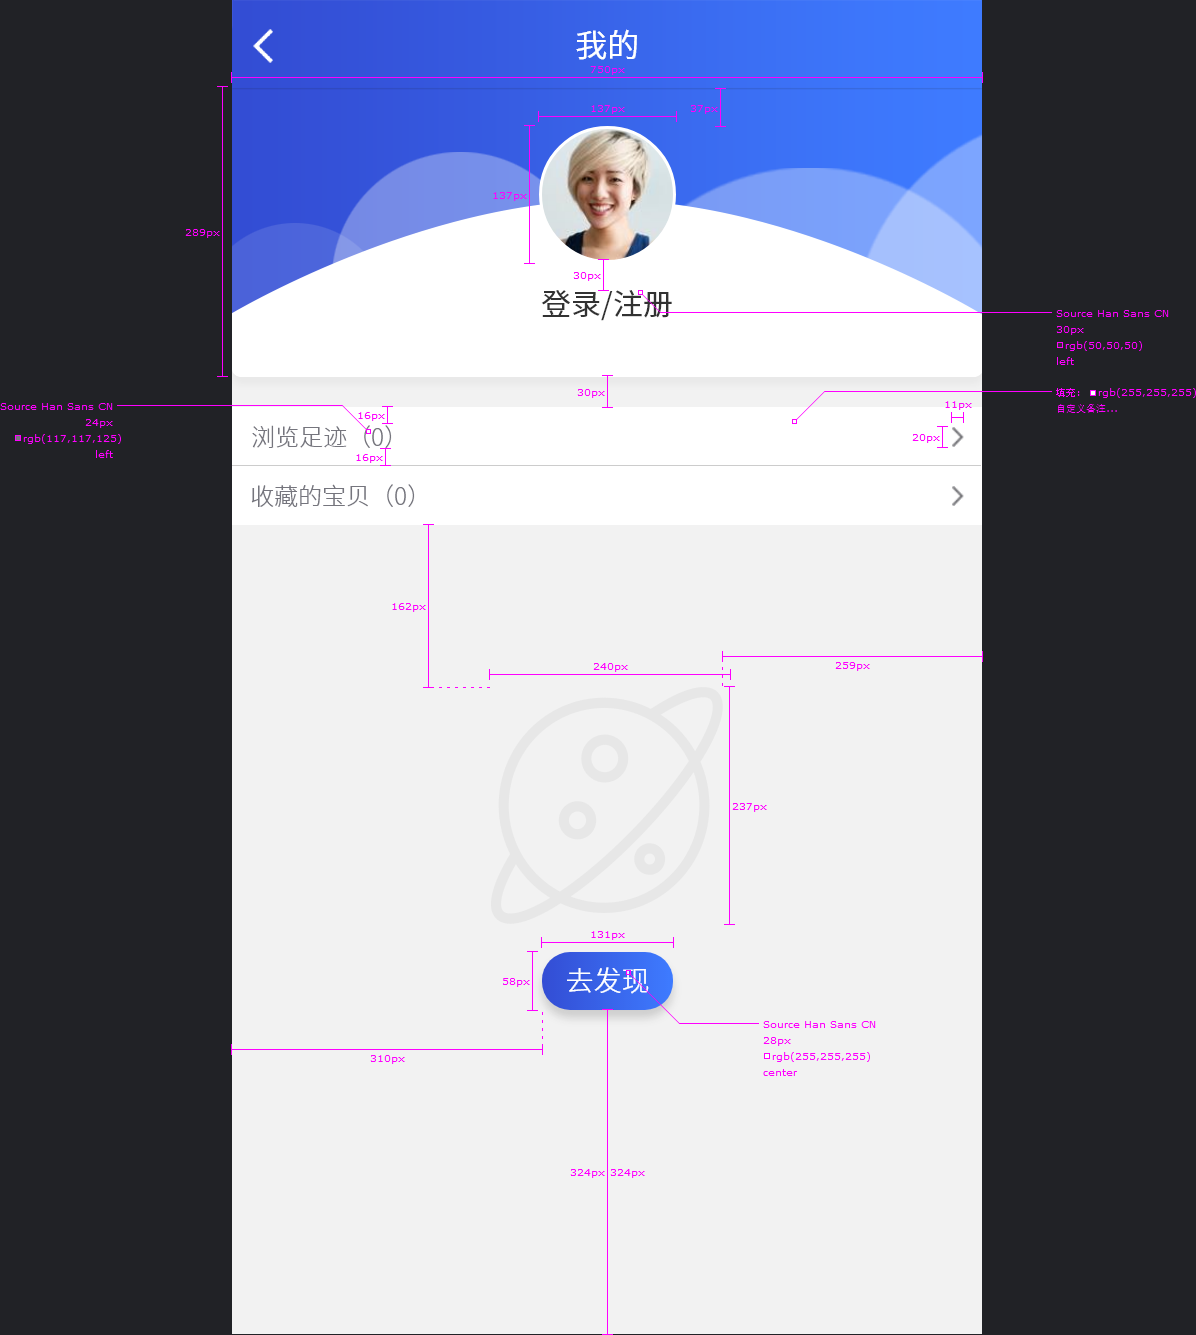 我的
750px
137px
137px
289px
30px
登录/注册
Source Han Sans CN
30px
rgb(50,50,50)
left
30px
填充： rgb(255,255,255)
自定义备注...
Source Han Sans CN
24px
rgb(117,117,125)
left
16px
11px
浏览足迹（0）
20px
16px
收藏的宝贝（0）
162px
240px
259px
237px
131px
58px
去发现
Source Han Sans CN
28px
rgb(255,255,255)
center
310px
324px 324px